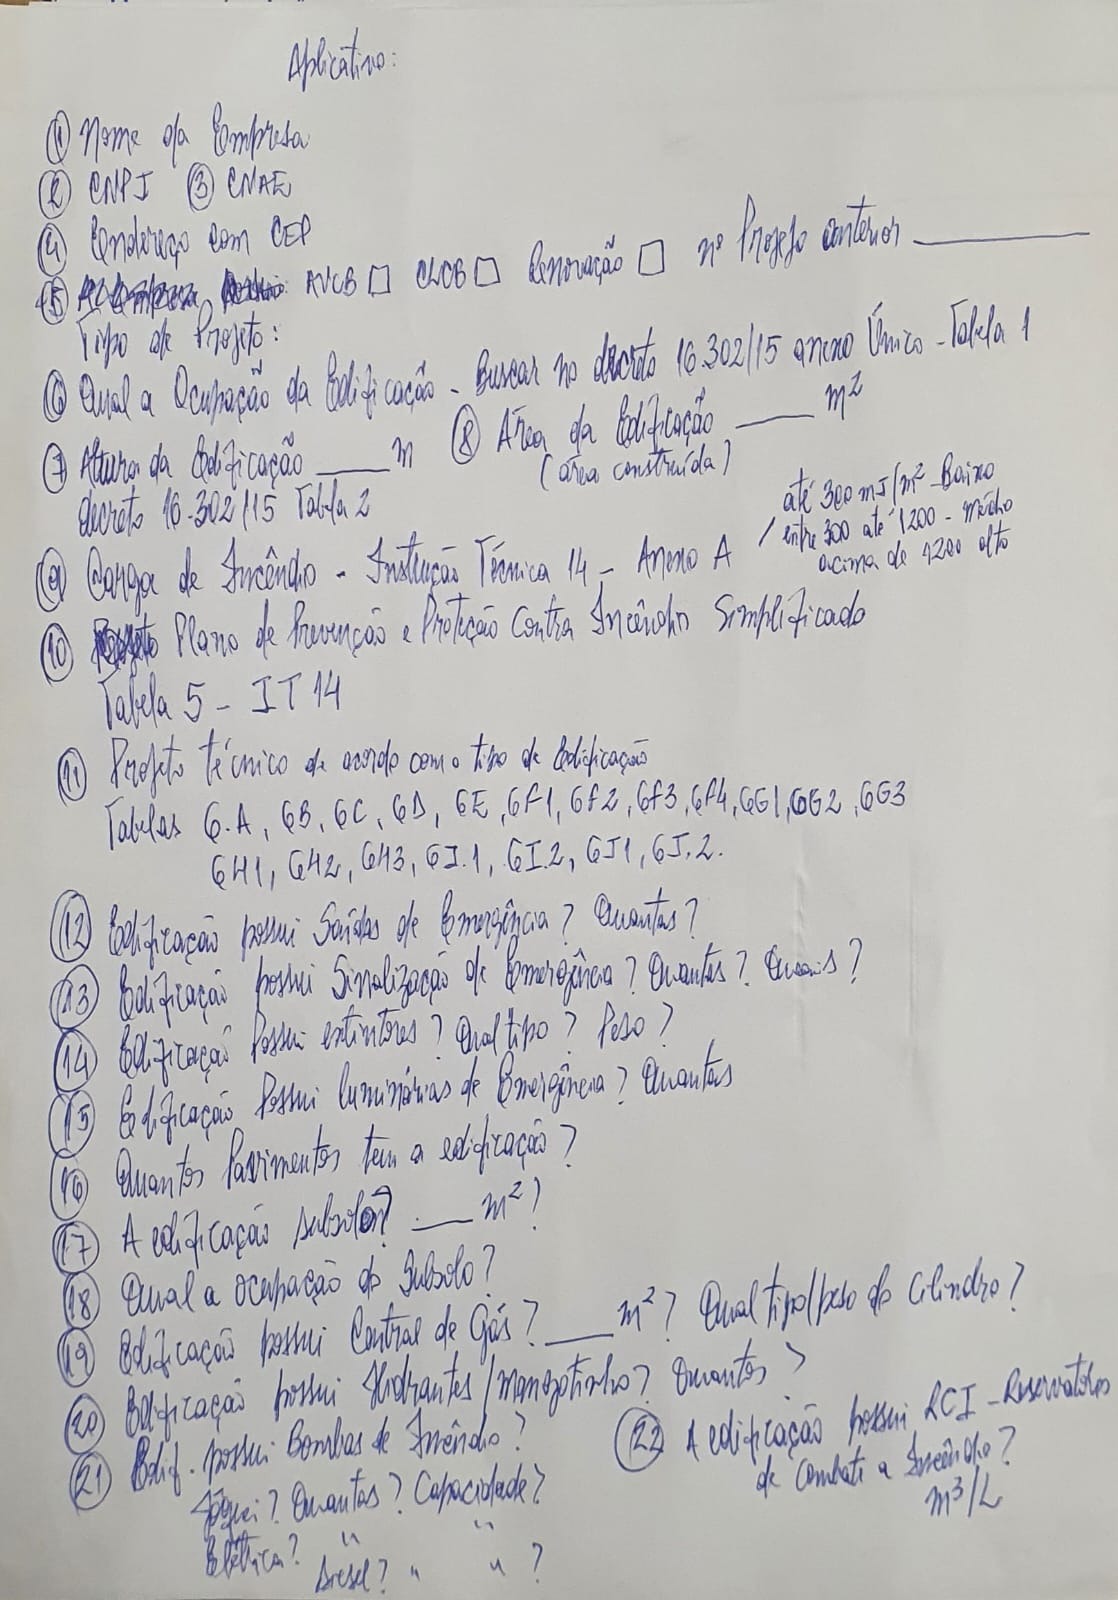 Aplicativo:
① Nome da Empresa
② CNPJ ③ CNAE
④ Endereço com CEP
⑤ AVCB □ CLCB □ Renovação □ nº Projeto anterior ________
Tipo de Projeto:
⑥ Qual a Ocupação da Edificação - Buscar no decreto 16.302/15 anexo Único - Tabela 1
⑦ Altura da Edificação ____ m ⑧ Área da Edificação ____ m²
(área construída)
decreto 16.302/15 Tabela 2
até 300 mJ/m² - Baixo
/ entre 300 até 1200 - médio
acima de 1200 alto
⑨ Carga de Incêndio - Instrução Técnica 14 - Anexo A
⑩ Plano de Prevenção e Proteção Contra Incêndio Simplificado
Tabela 5 - IT 14
⑪ Projeto técnico de acordo com o tipo de Edificação
Tabelas 6.A, 6B, 6C, 6D, 6E, 6F1, 6F2, 6F3, 6F4, 6G1, 6G2, 6G3
6H1, 6H2, 6H3, 6I.1, 6I.2, 6J1, 6J.2.
⑫ Edificação possui Saídas de Emergência? Quantas?
⑬ Edificação possui Sinalização de Emergência? Quantas? Quais?
⑭ Edificação Possui extintores? Qual tipo? Peso?
⑮ Edificação Possui luminárias de Emergência? Quantas
⑯ Quantos Pavimentos tem a edificação?
⑰ A edificação subsolo? ___ m²?
⑱ Qual a ocupação do Subsolo?
⑲ Edificação possui Central de Gás? ___ m²? Qual tipo/peso do Cilindro?
⑳ Edificação possui Hidrantes/mangotinho? Quantos?
㉑ Edif. possui Bombas de Incêndio?
Jóquei? Quantas? Capacidade?
Elétrica? " "
Diesel? " " ?
㉒ A edificação possui RCI - Reservatório
de Combate a Incêndio?
m³/L